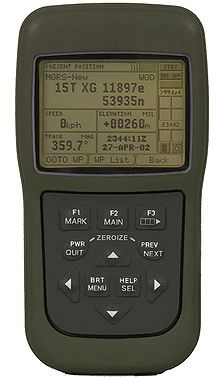 PRESENT POSITION
MGRS-New WGD
15T XG 11897e
53935n
SPEED ELEVATION MSL
0kph +00260m
TRACK MAG 2344:11Z
359.7° 27-APR-02
GOTO WP WP List Back
F1 F2 F3
MARK MAIN
ZEROIZE
PWR PREV
QUIT NEXT
BRT HELP
MENU SEL